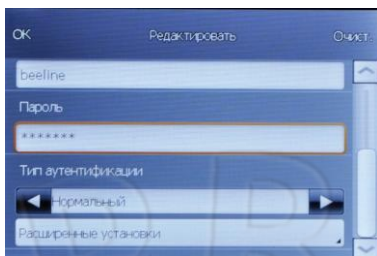 OK Редактировать Очист.
beeline
Пароль
*******
Тип аутентификации
Нормальный
Расширенные установки